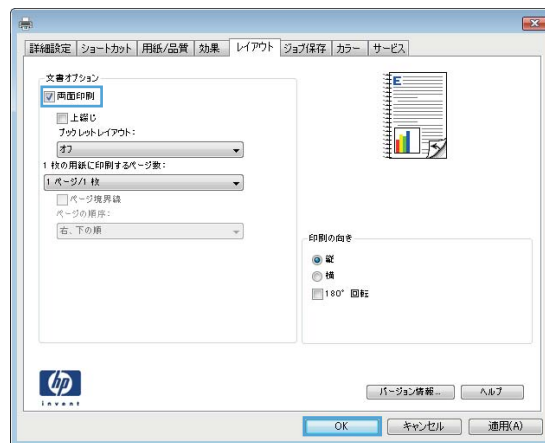 詳細設定 ショートカット 用紙/品質 効果 レイアウト ジョブ保存 カラー サービス
文書オプション
両面印刷
上綴じ
ブックレットレイアウト:
オフ
1 枚の用紙に印刷するページ数:
1 ページ/1 枚
ページ境界線
ページの順序:
右、下の順
E
印刷の向き
縦
横
180° 回転
hp
invent
バージョン情報... ヘルプ
OK キャンセル 適用(A)